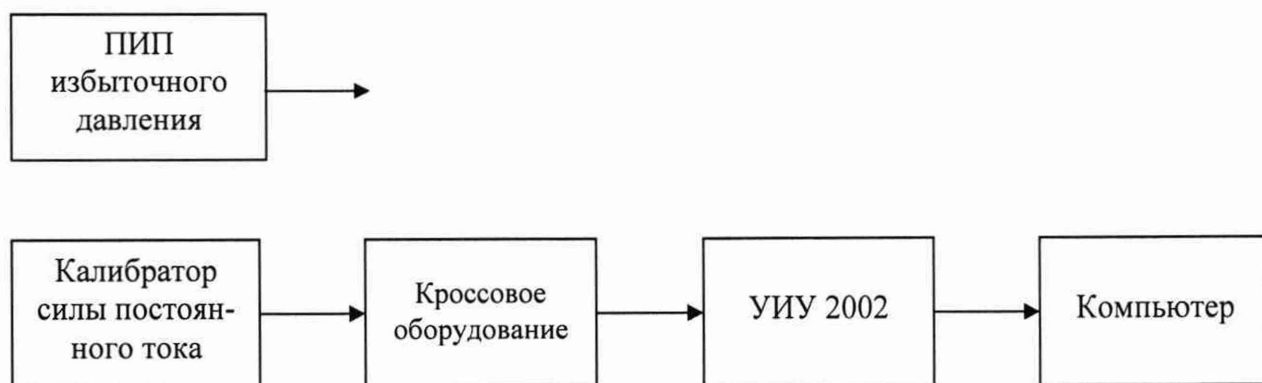 ПИП
избыточного
давления
Калибратор
силы постоян-
ного тока
Кроссовое
оборудование
УИУ 2002
Компьютер